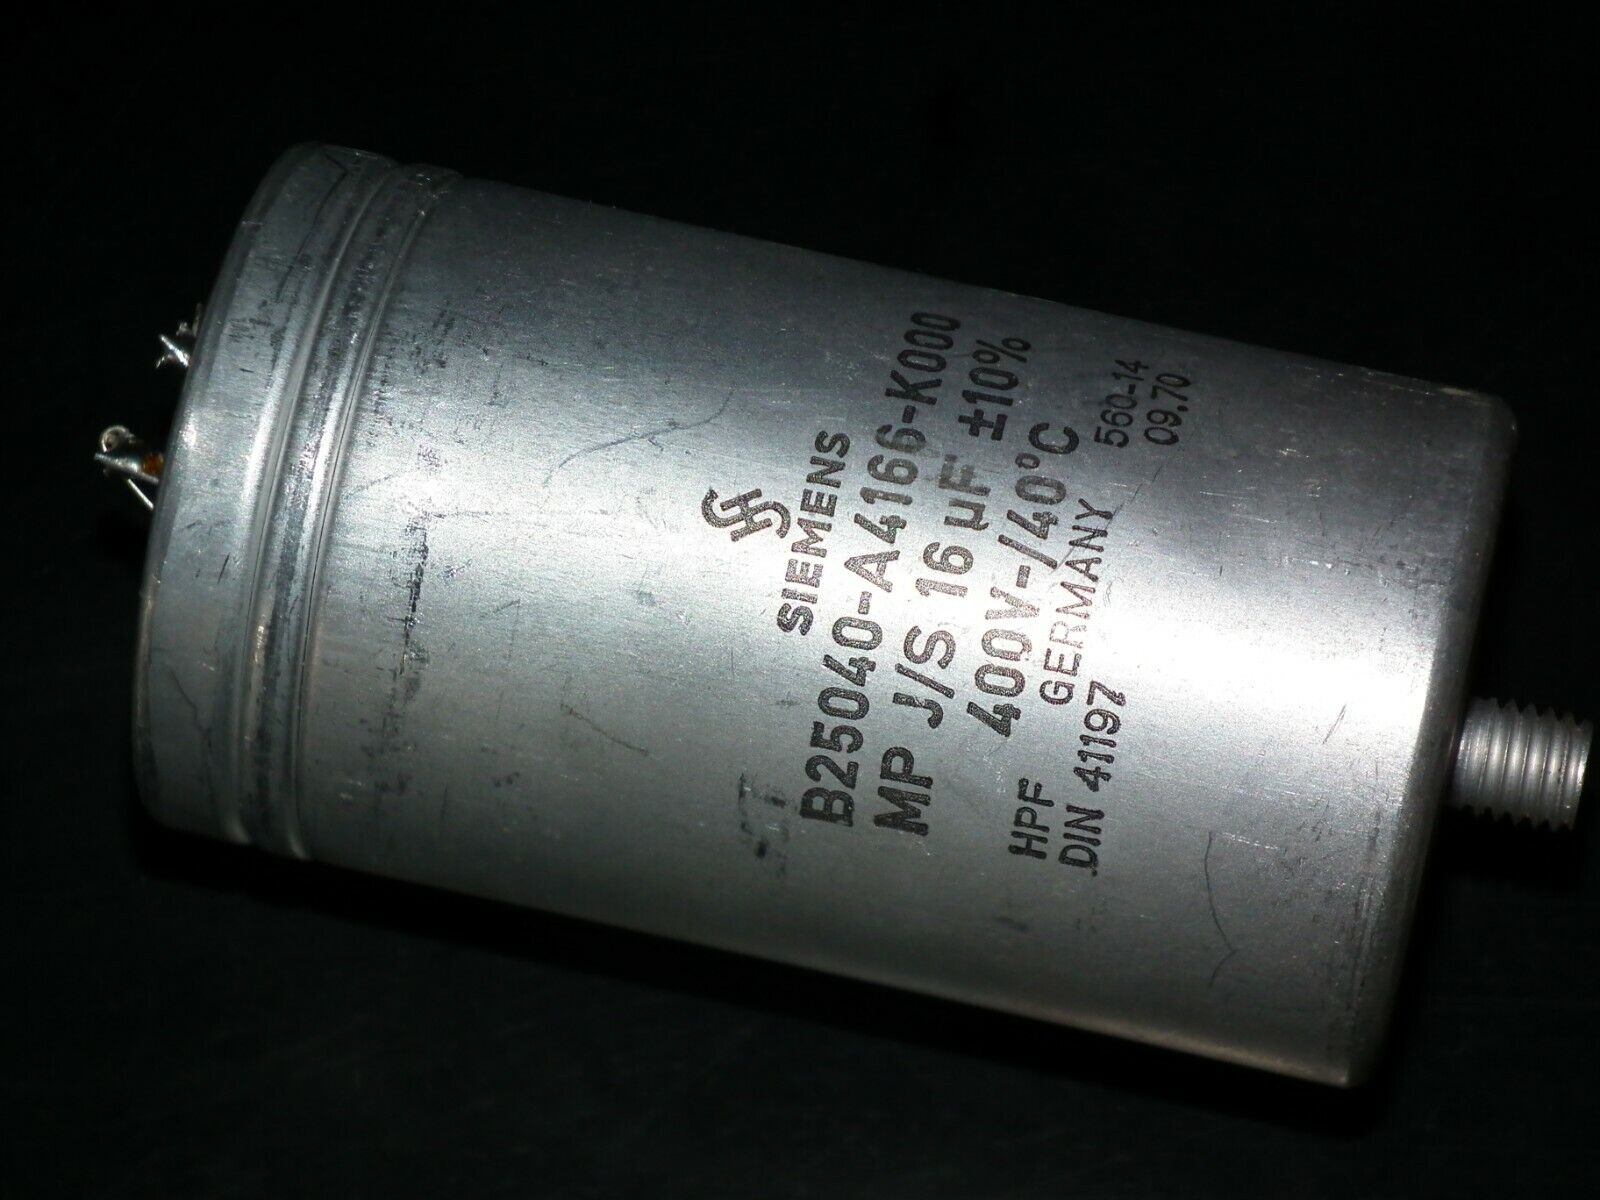 SIEMENS
B25040-A4166-K000
MP J/S 16 µF ±10%
400V-/40°C
HPF GERMANY 560-14
DIN 41197 09.70